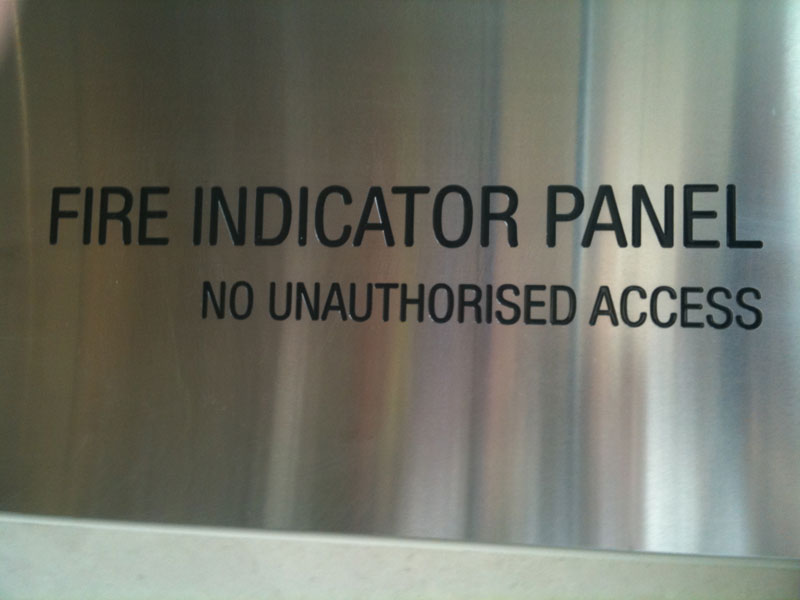 FIRE INDICATOR PANEL
NO UNAUTHORISED ACCESS